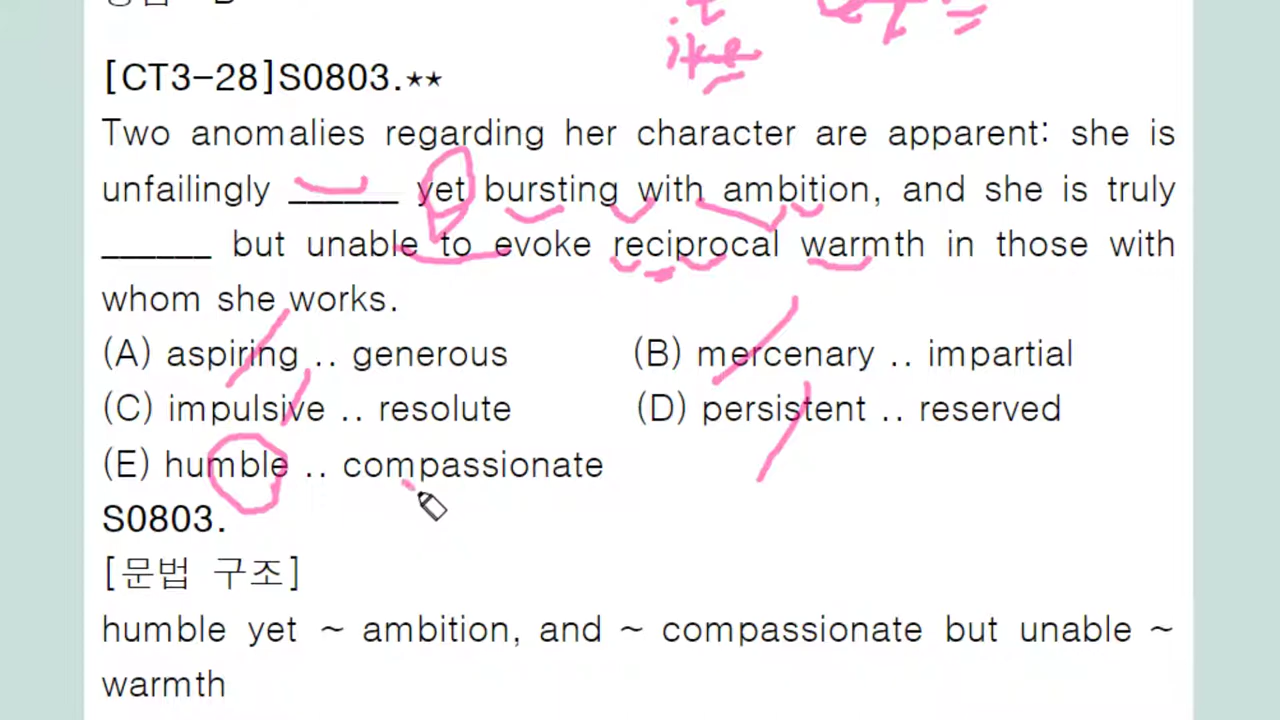 ike
[CT3-28]S0803.★★
Two anomalies regarding her character are apparent: she is
unfailingly ______ yet bursting with ambition, and she is truly
______ but unable to evoke reciprocal warmth in those with
whom she works.
(A) aspiring .. generous (B) mercenary .. impartial
(C) impulsive .. resolute (D) persistent .. reserved
(E) humble .. compassionate
S0803.
[문법 구조]
humble yet ~ ambition, and ~ compassionate but unable ~
warmth